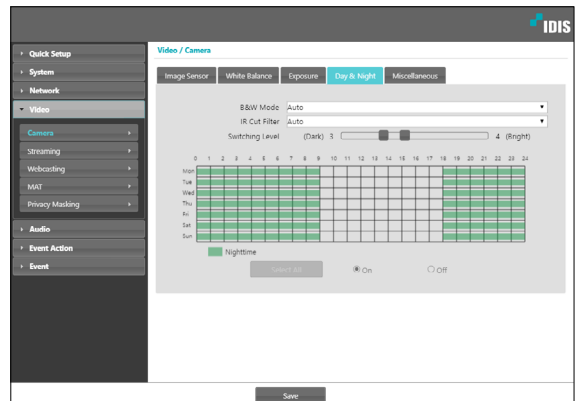 IDIS
Quick Setup
System
Network
Video
Camera
Streaming
Webcasting
MAT
Privacy Masking
Audio
Event Action
Event
Video / Camera
Image Sensor White Balance Exposure Day & Night Miscellaneous
B&W Mode Auto
IR Cut Filter Auto
Switching Level (Dark) 3 4 (Bright)
0 1 2 3 4 5 6 7 8 9 10 11 12 13 14 15 16 17 18 19 20 21 22 23 24
Mon
Tue
Wed
Thu
Fri
Sat
Sun
Nighttime
Select All On Off
Save